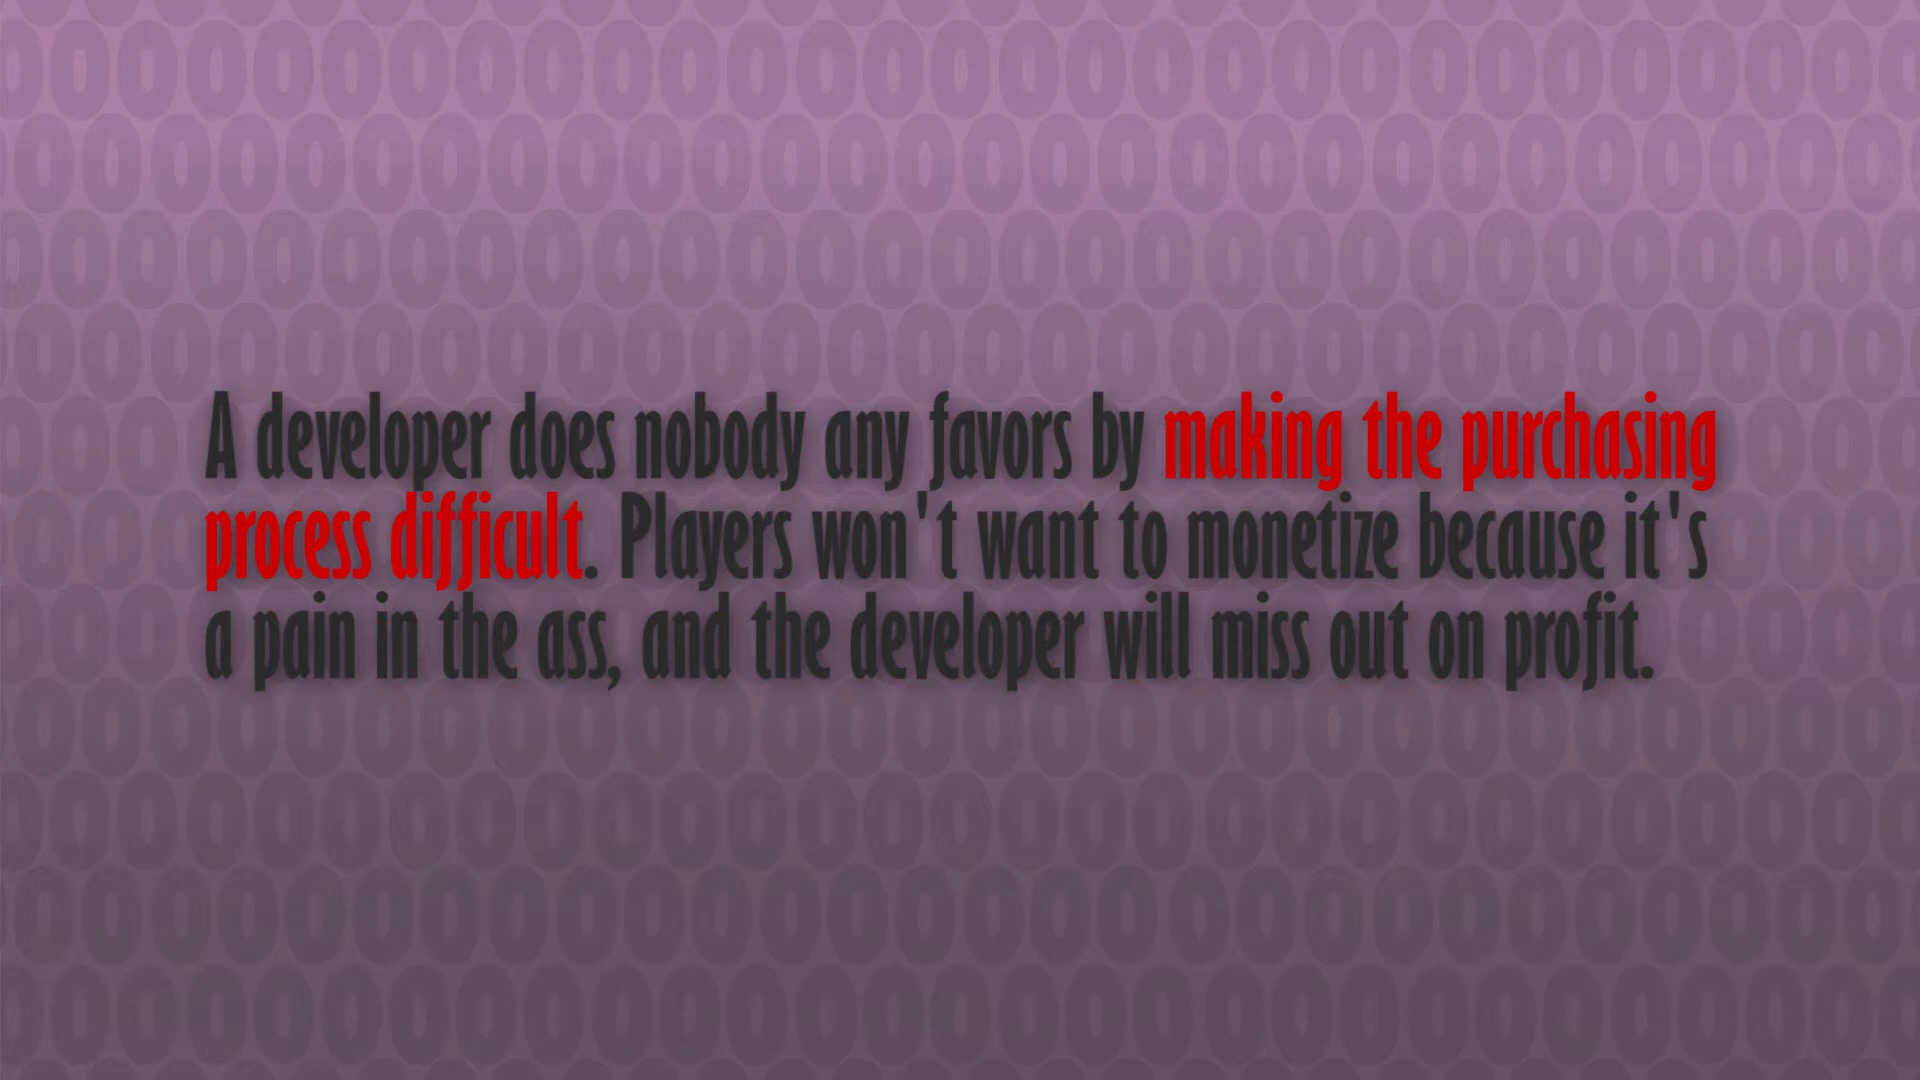 A developer does nobody any favors by making the purchasing
process difficult. Players won't want to monetize because it's
a pain in the ass, and the developer will miss out on profit.